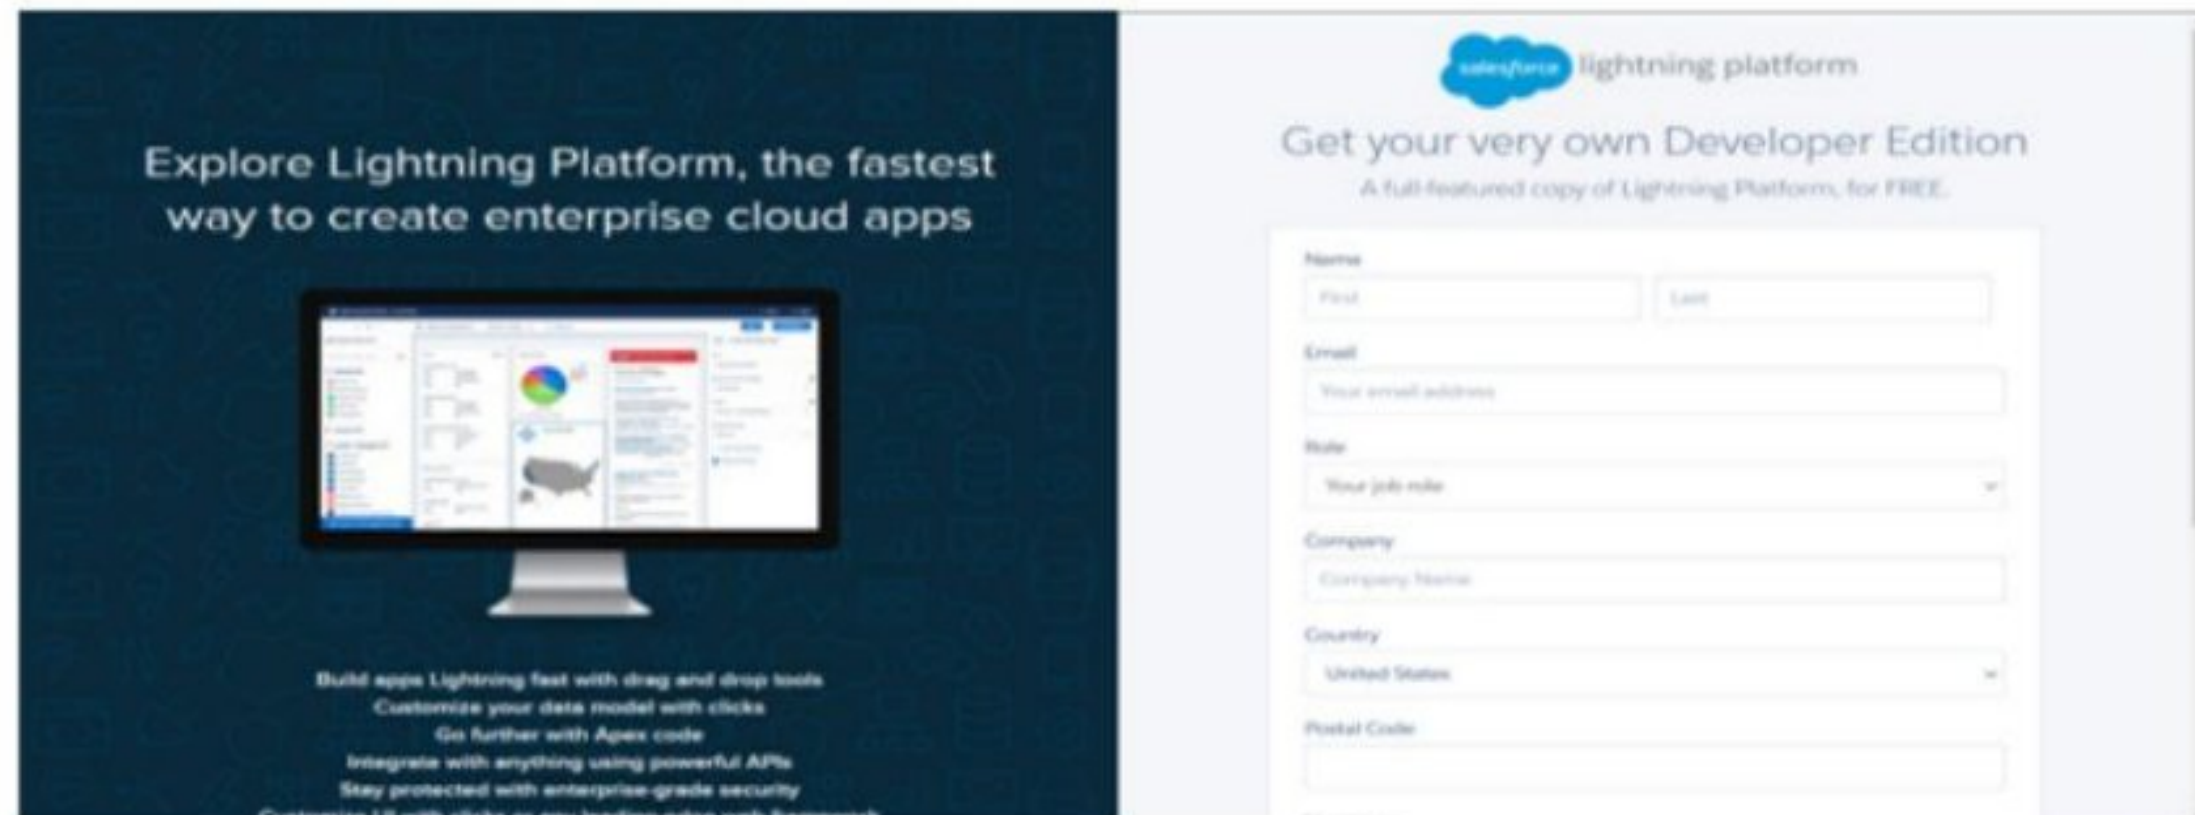 Explore Lightning Platform, the fastest
way to create enterprise cloud apps
Build apps Lightning fast with drag and drop tools
Customize your data model with clicks
Go further with Apex code
Integrate with anything using powerful APIs
Stay protected with enterprise-grade security
salesforce lightning platform
Get your very own Developer Edition
A full-featured copy of Lightning Platform, for FREE.
Name
First Last
Email
Your email address
Role
Your job role
Company
Company Name
Country
United States
Postal Code